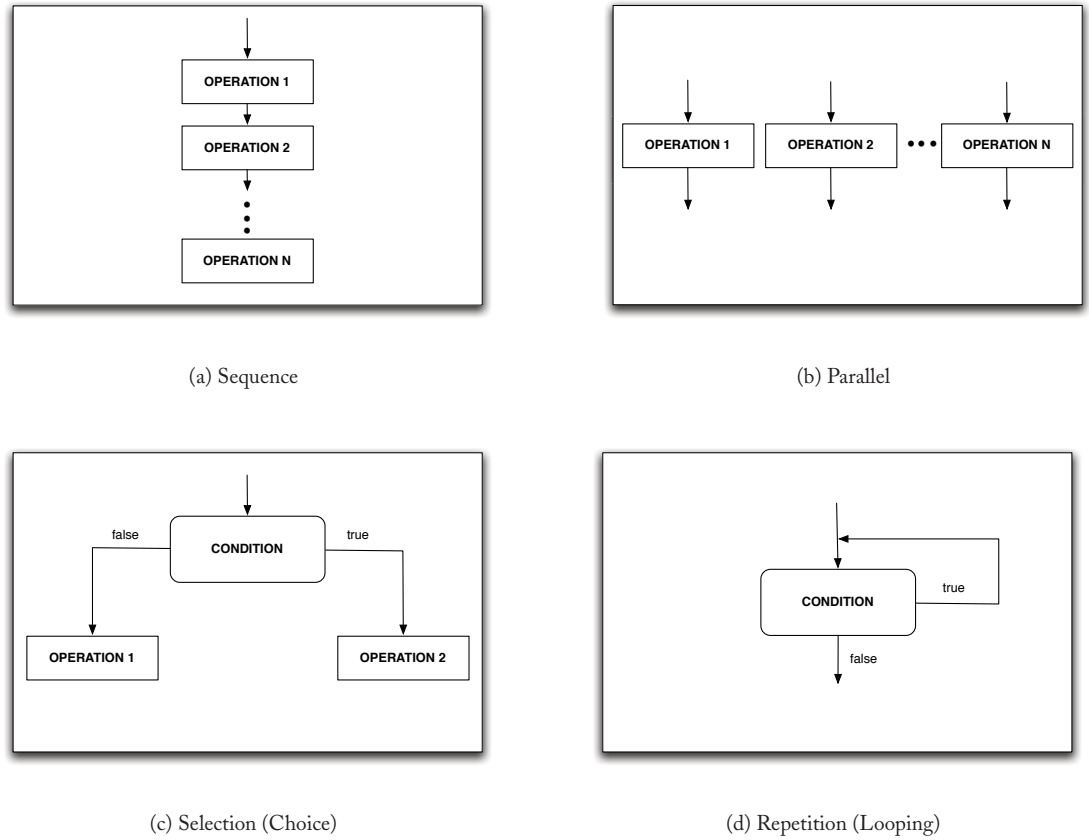 OPERATION 1
OPERATION 2
OPERATION N
(a) Sequence
OPERATION 1 OPERATION 2 OPERATION N
(b) Parallel
false true
CONDITION
OPERATION 1 OPERATION 2
(c) Selection (Choice)
CONDITION
true
false
(d) Repetition (Looping)